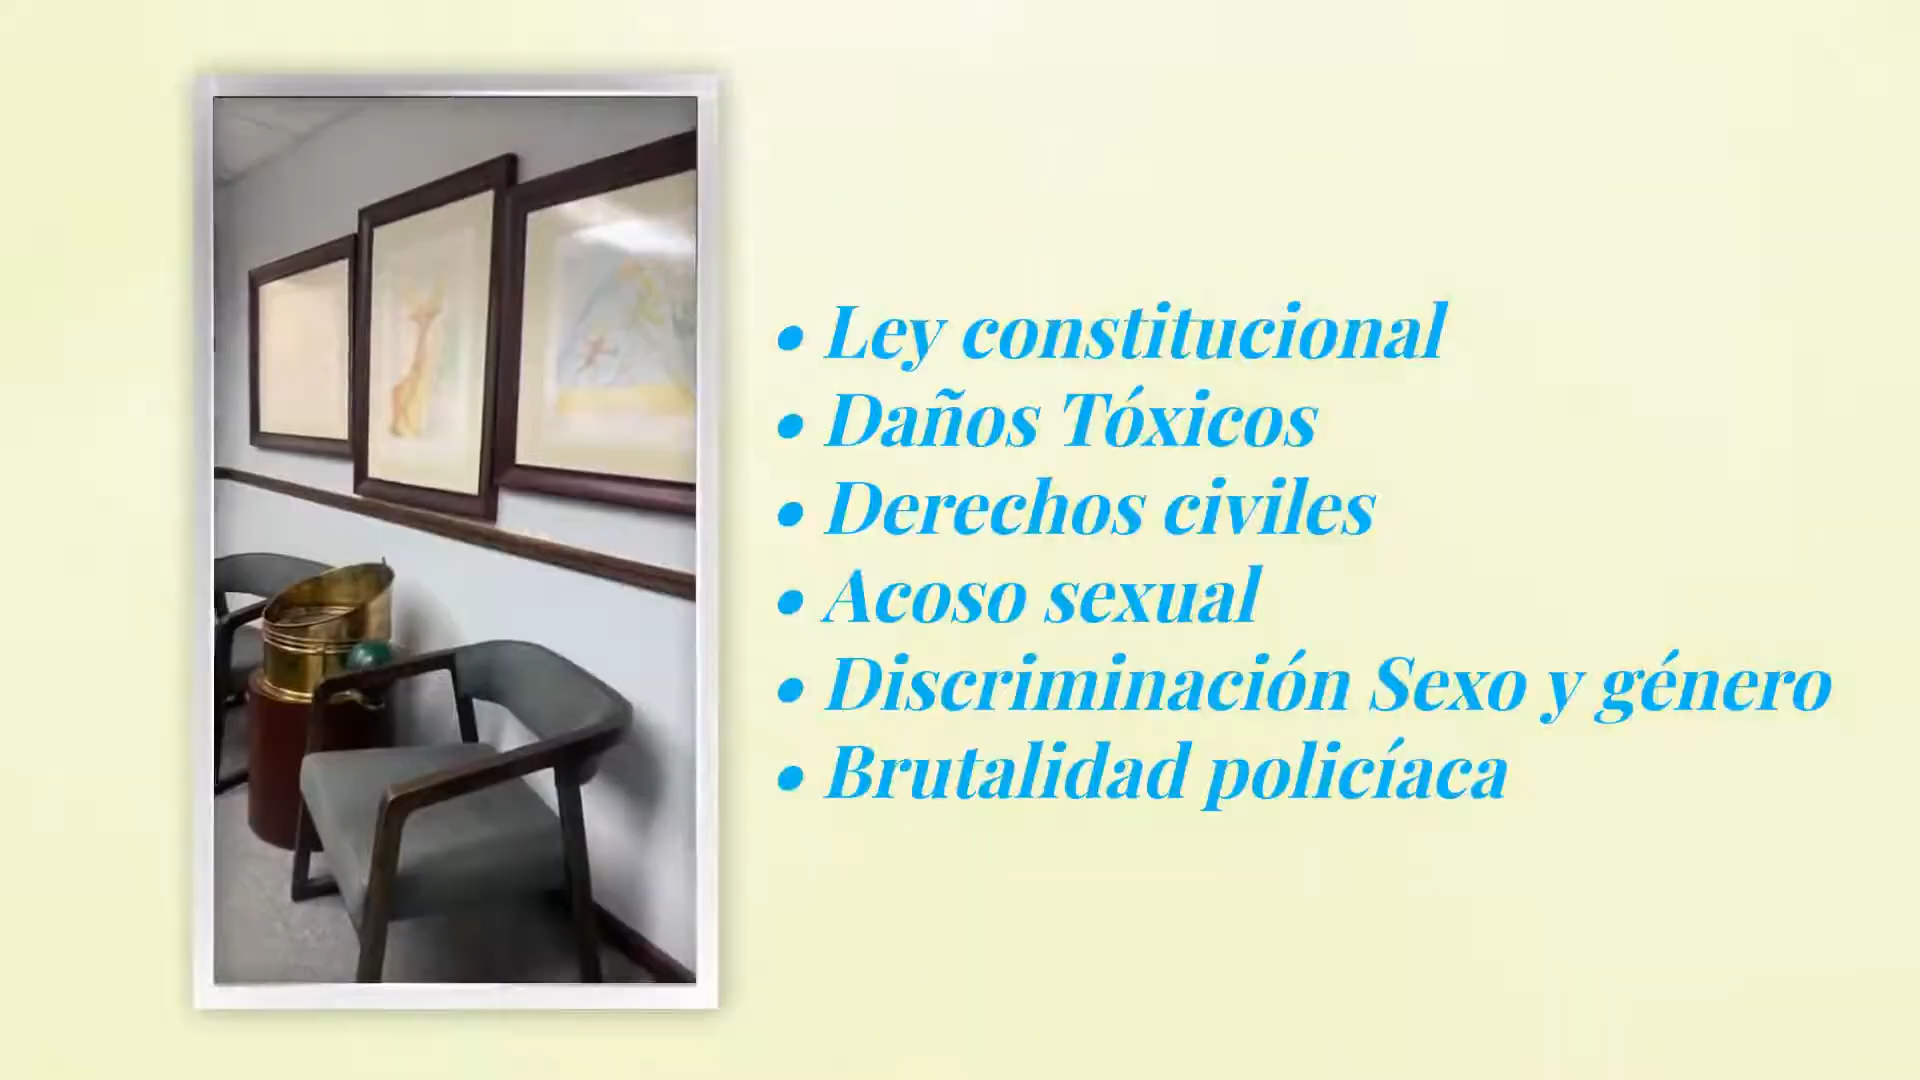 • Ley constitucional
• Daños Tóxicos
• Derechos civiles
• Acoso sexual
• Discriminación Sexo y género
• Brutalidad policíaca